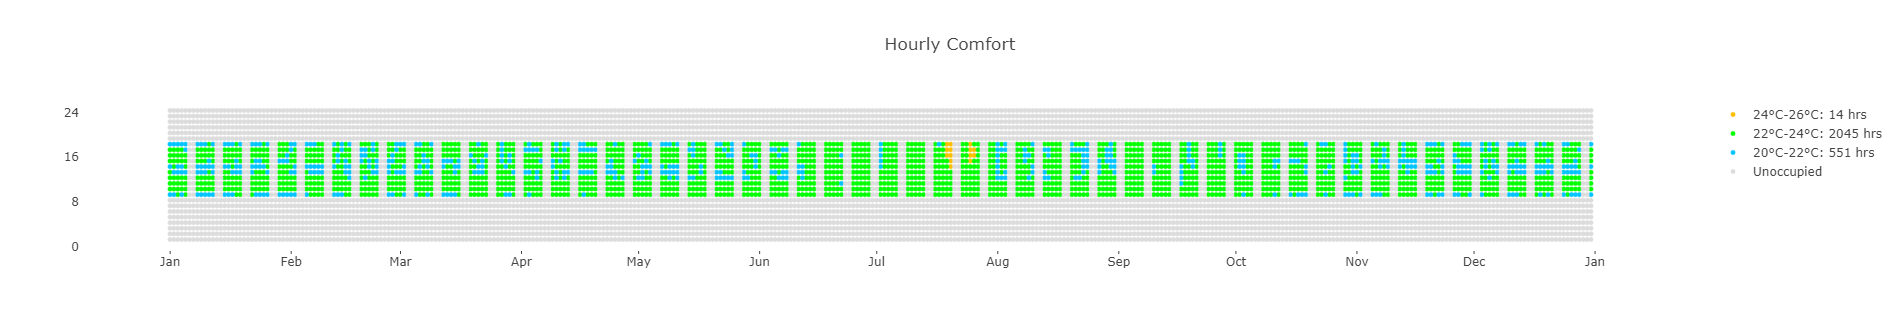 Hourly Comfort
24
16
8
0
Jan Feb Mar Apr May Jun Jul Aug Sep Oct Nov Dec Jan
24°C-26°C: 14 hrs
22°C-24°C: 2045 hrs
20°C-22°C: 551 hrs
Unoccupied